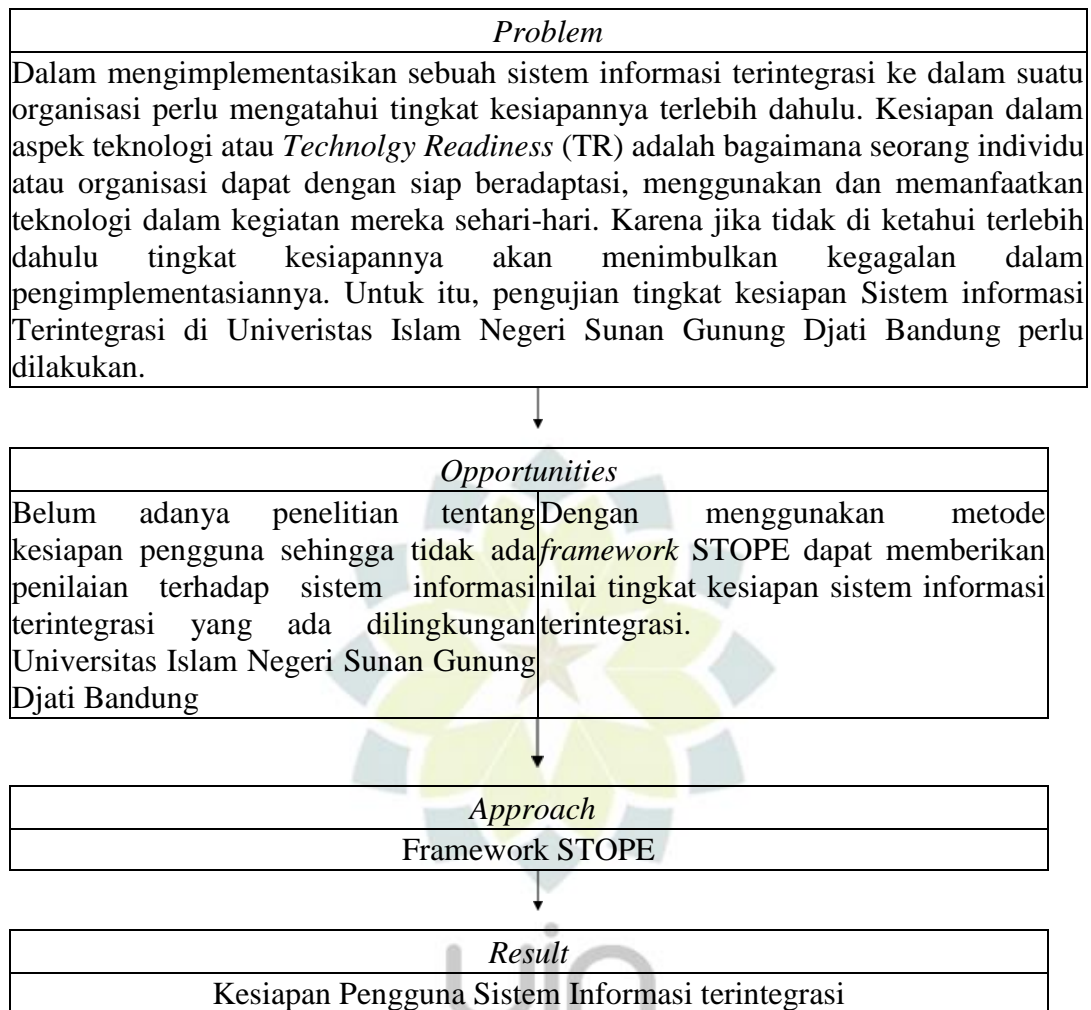 Problem
Dalam mengimplementasikan sebuah sistem informasi terintegrasi ke dalam suatu
organisasi perlu mengatahui tingkat kesiapannya terlebih dahulu. Kesiapan dalam
aspek teknologi atau Technolgy Readiness (TR) adalah bagaimana seorang individu
atau organisasi dapat dengan siap beradaptasi, menggunakan dan memanfaatkan
teknologi dalam kegiatan mereka sehari-hari. Karena jika tidak di ketahui terlebih
dahulu tingkat kesiapannya akan menimbulkan kegagalan dalam
pengimplementasiannya. Untuk itu, pengujian tingkat kesiapan Sistem informasi
Terintegrasi di Univeristas Islam Negeri Sunan Gunung Djati Bandung perlu
dilakukan.
Opportunities
Belum adanya penelitian tentang
kesiapan pengguna sehingga tidak ada
penilaian terhadap sistem informasi
terintegrasi yang ada dilingkungan
Universitas Islam Negeri Sunan Gunung
Djati Bandung
Dengan menggunakan metode
framework STOPE dapat memberikan
nilai tingkat kesiapan sistem informasi
terintegrasi.
Approach
Framework STOPE
Result
Kesiapan Pengguna Sistem Informasi terintegrasi
uin